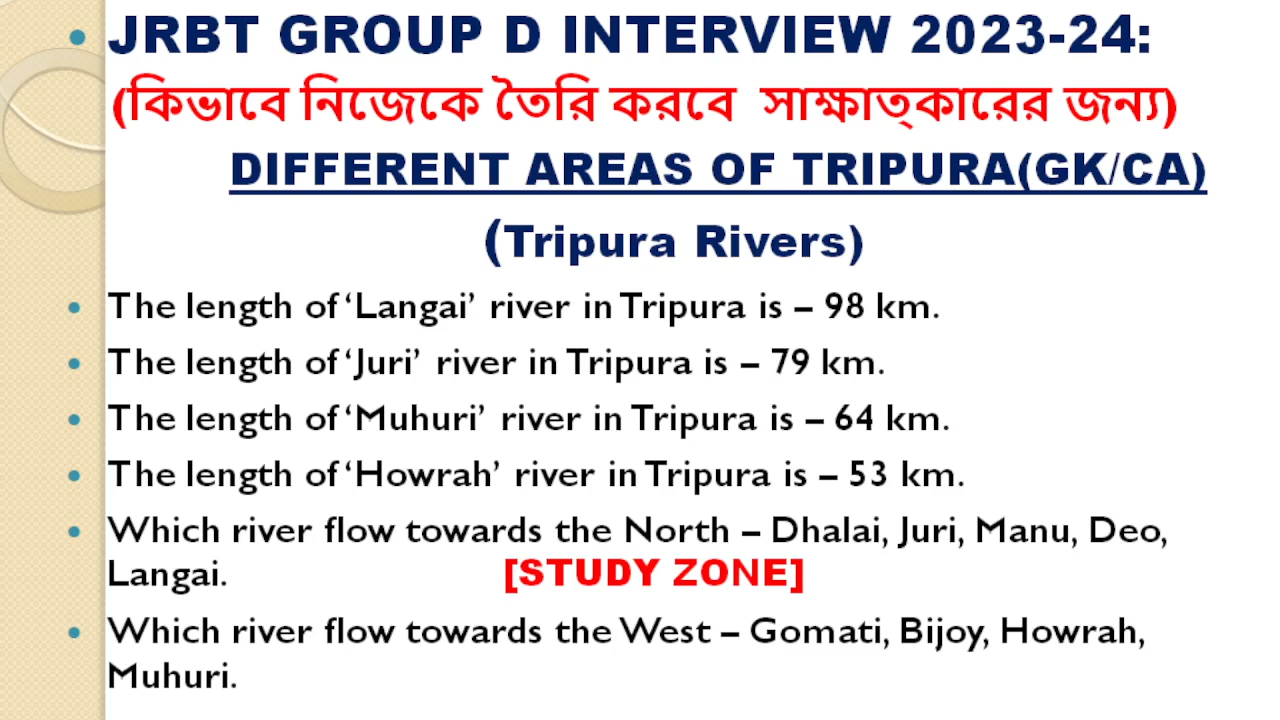 • JRBT GROUP D INTERVIEW 2023-24:
(কিভাবে নিজেকে তৈরি করবে সাক্ষাত্কারের জন্য)
DIFFERENT AREAS OF TRIPURA(GK/CA)
(Tripura Rivers)
• The length of ‘Langai’ river in Tripura is – 98 km.
• The length of ‘Juri’ river in Tripura is – 79 km.
• The length of ‘Muhuri’ river in Tripura is – 64 km.
• The length of ‘Howrah’ river in Tripura is – 53 km.
• Which river flow towards the North – Dhalai, Juri, Manu, Deo,
Langai. [STUDY ZONE]
• Which river flow towards the West – Gomati, Bijoy, Howrah,
Muhuri.